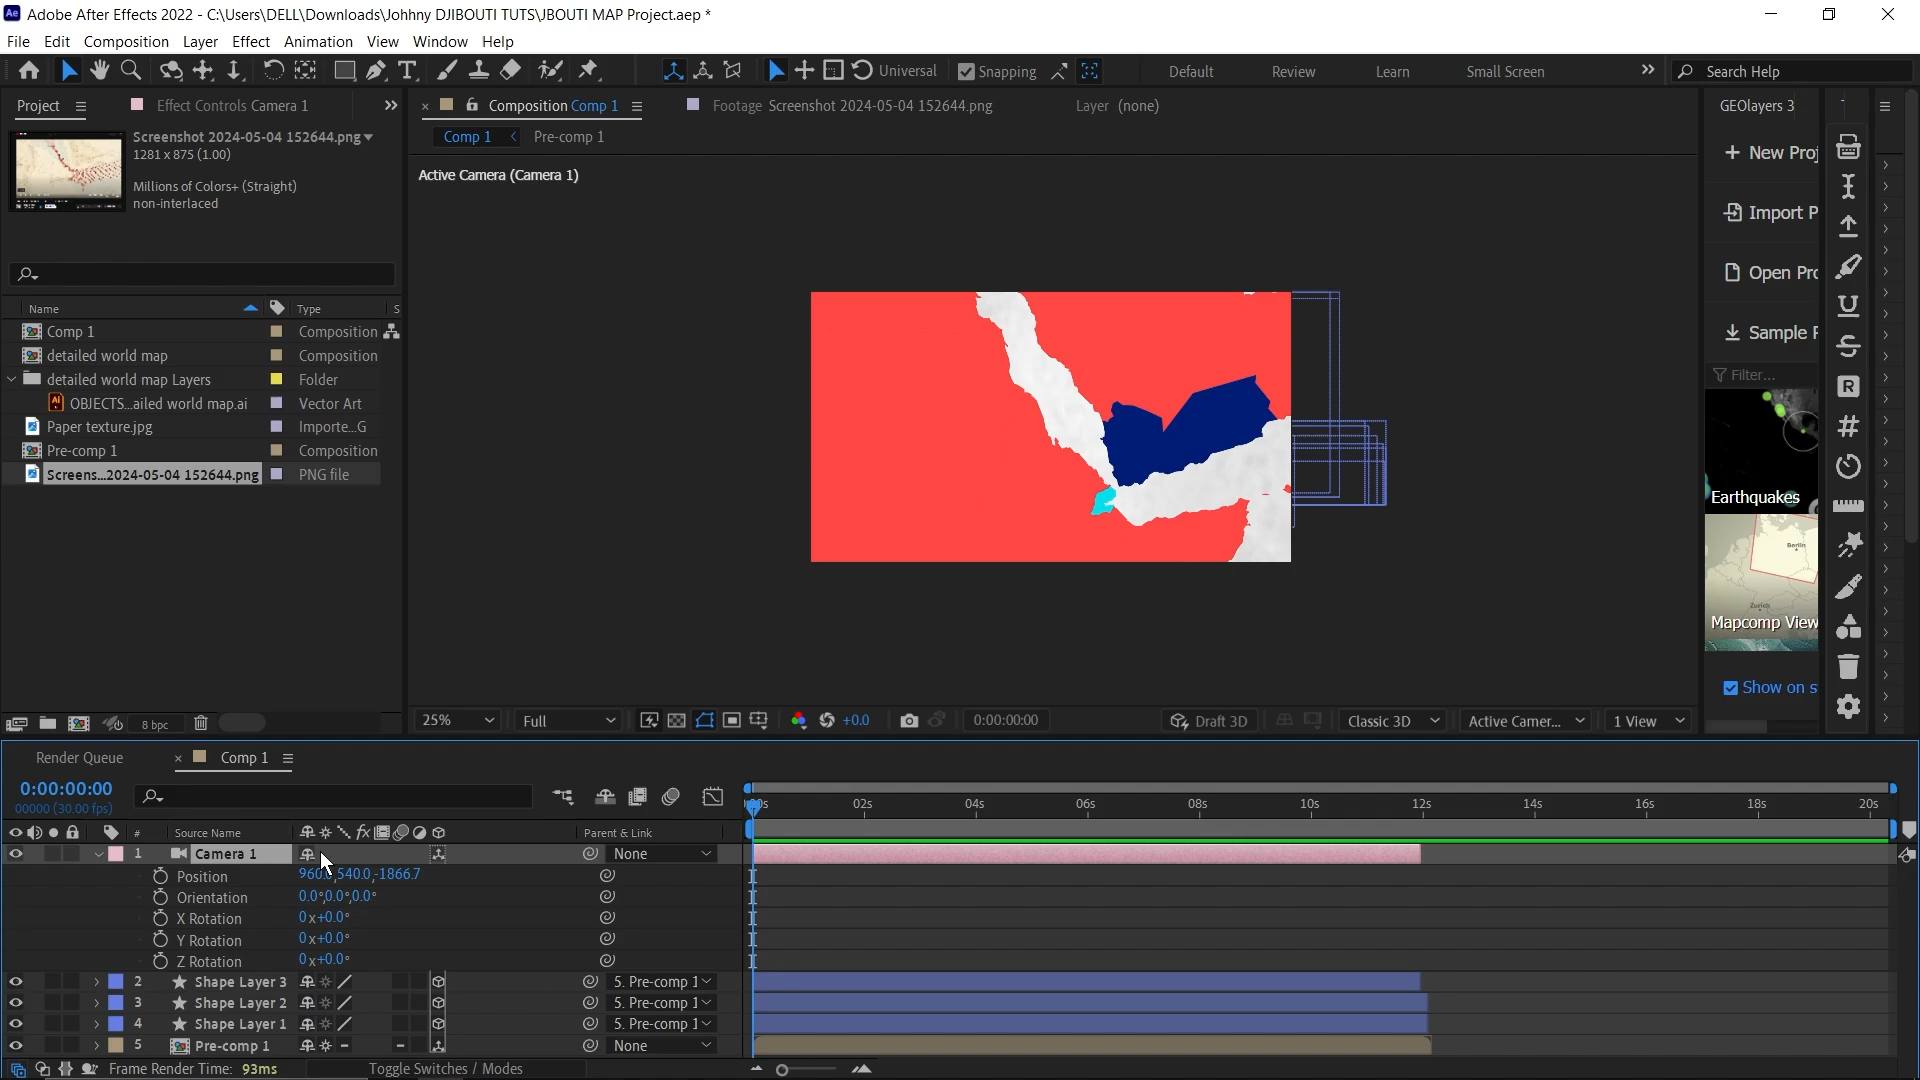 Adobe After Effects 2022 - C:\Users\DELL\Downloads\Johhny DJIBOUTI TUTS\JBOUTI MAP Project.aep *
File Edit Composition Layer Effect Animation View Window Help
Universal Snapping Default Review Learn Small Screen Search Help
Project Effect Controls Camera 1 Composition Comp 1 Footage Screenshot 2024-05-04 152644.png Layer (none) GEOlayers 3
Comp 1 Pre-comp 1
Screenshot 2024-05-04 152644.png
1281 x 875 (1.00)
Millions of Colors+ (Straight)
non-interlaced
Active Camera (Camera 1)
New Proj
Import P
Open Pro
Sample F
Filter...
Earthquakes
Berlin
Zurich
Mapcomp View
Show on s
Name Type S
Comp 1 Composition
detailed world map Composition
detailed world map Layers Folder
OBJECTS...ailed world map.ai Vector Art
Paper texture.jpg Importe...G
Pre-comp 1 Composition
Screens...2024-05-04 152644.png PNG file
8 bpc
25% Full +0.0 0:00:00:00 Draft 3D Classic 3D Active Camer... 1 View
Render Queue Comp 1
0:00:00:00
00000 (30.00 fps)
02s 04s 06s 08s 10s 12s 14s 16s 18s 20s
# Source Name fx Parent & Link
1 Camera 1 None
Position 960.0,540.0,-1866.7
Orientation 0.0°,0.0°,0.0°
X Rotation 0x+0.0°
Y Rotation 0x+0.0°
Z Rotation 0x+0.0°
2 Shape Layer 3 5. Pre-comp 1
3 Shape Layer 2 5. Pre-comp 1
4 Shape Layer 1 5. Pre-comp 1
5 Pre-comp 1 None
Frame Render Time: 93ms Toggle Switches / Modes